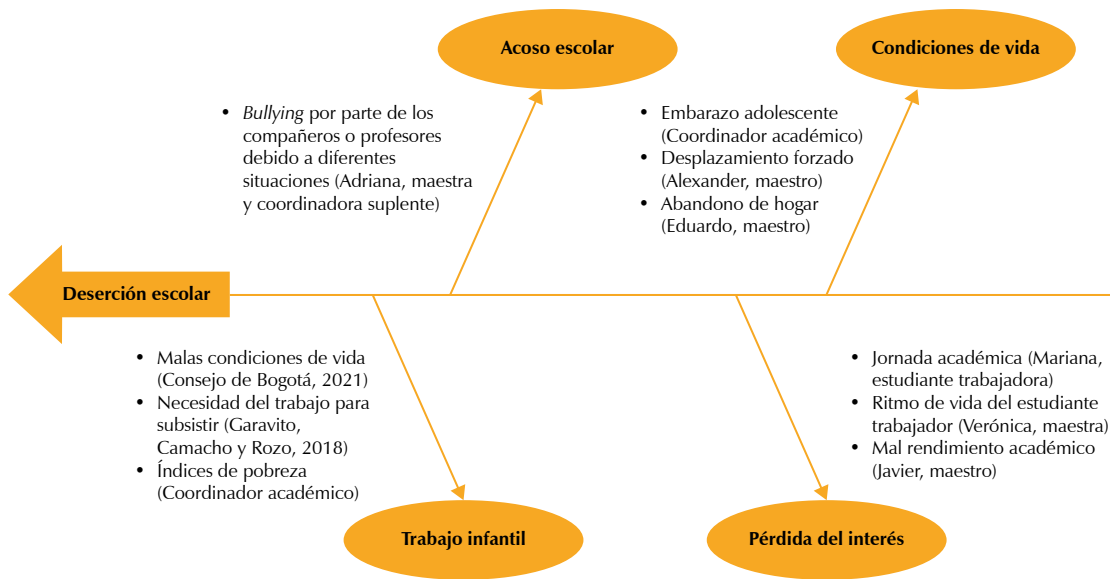 Acoso escolar
Condiciones de vida
• Bullying por parte de los
compañeros o profesores
debido a diferentes
situaciones (Adriana, maestra
y coordinadora suplente)
• Embarazo adolescente
(Coordinador académico)
• Desplazamiento forzado
(Alexander, maestro)
• Abandono de hogar
(Eduardo, maestro)
Deserción escolar
• Malas condiciones de vida
(Consejo de Bogotá, 2021)
• Necesidad del trabajo para
subsistir (Garavito,
Camacho y Rozo, 2018)
• Índices de pobreza
(Coordinador académico)
• Jornada académica (Mariana,
estudiante trabajadora)
• Ritmo de vida del estudiante
trabajador (Verónica, maestra)
• Mal rendimiento académico
(Javier, maestro)
Trabajo infantil
Pérdida del interés